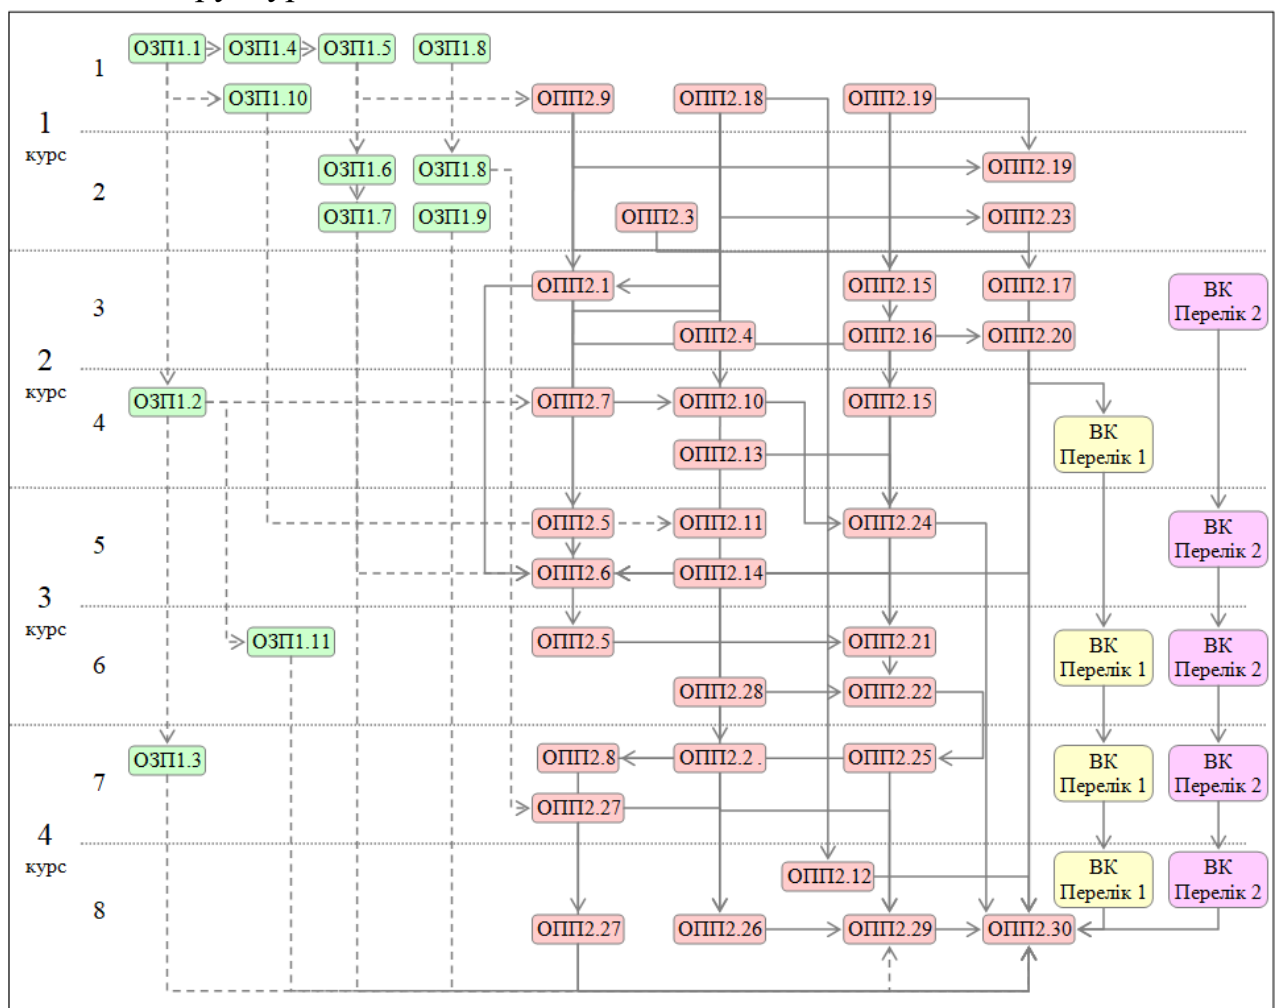 ОЗП1.1 ОЗП1.4 ОЗП1.5 ОЗП1.8
1
ОЗП1.10 ОПП2.9 ОПП2.18 ОПП2.19
1
курс
ОЗП1.6 ОЗП1.8 ОПП2.19
2
ОЗП1.7 ОЗП1.9 ОПП2.3 ОПП2.23
ОПП2.1 ОПП2.15 ОПП2.17 ВК
Перелік 2
3
ОПП2.4 ОПП2.16 ОПП2.20
2
курс
ОЗП1.2 ОПП2.7 ОПП2.10 ОПП2.15
4
ВК
Перелік 1
ОПП2.13
ОПП2.5 ОПП2.11 ОПП2.24 ВК
Перелік 2
5
ОПП2.6 ОПП2.14
3
курс
ОЗП1.11 ОПП2.5 ОПП2.21 ВК ВК
Перелік 1 Перелік 2
6
ОПП2.28 ОПП2.22
ОЗП1.3 ОПП2.8 ОПП2.2 . ОПП2.25 ВК ВК
Перелік 1 Перелік 2
7
ОПП2.27
4
курс
ОПП2.12 ВК ВК
Перелік 1 Перелік 2
8
ОПП2.27 ОПП2.26 ОПП2.29 ОПП2.30